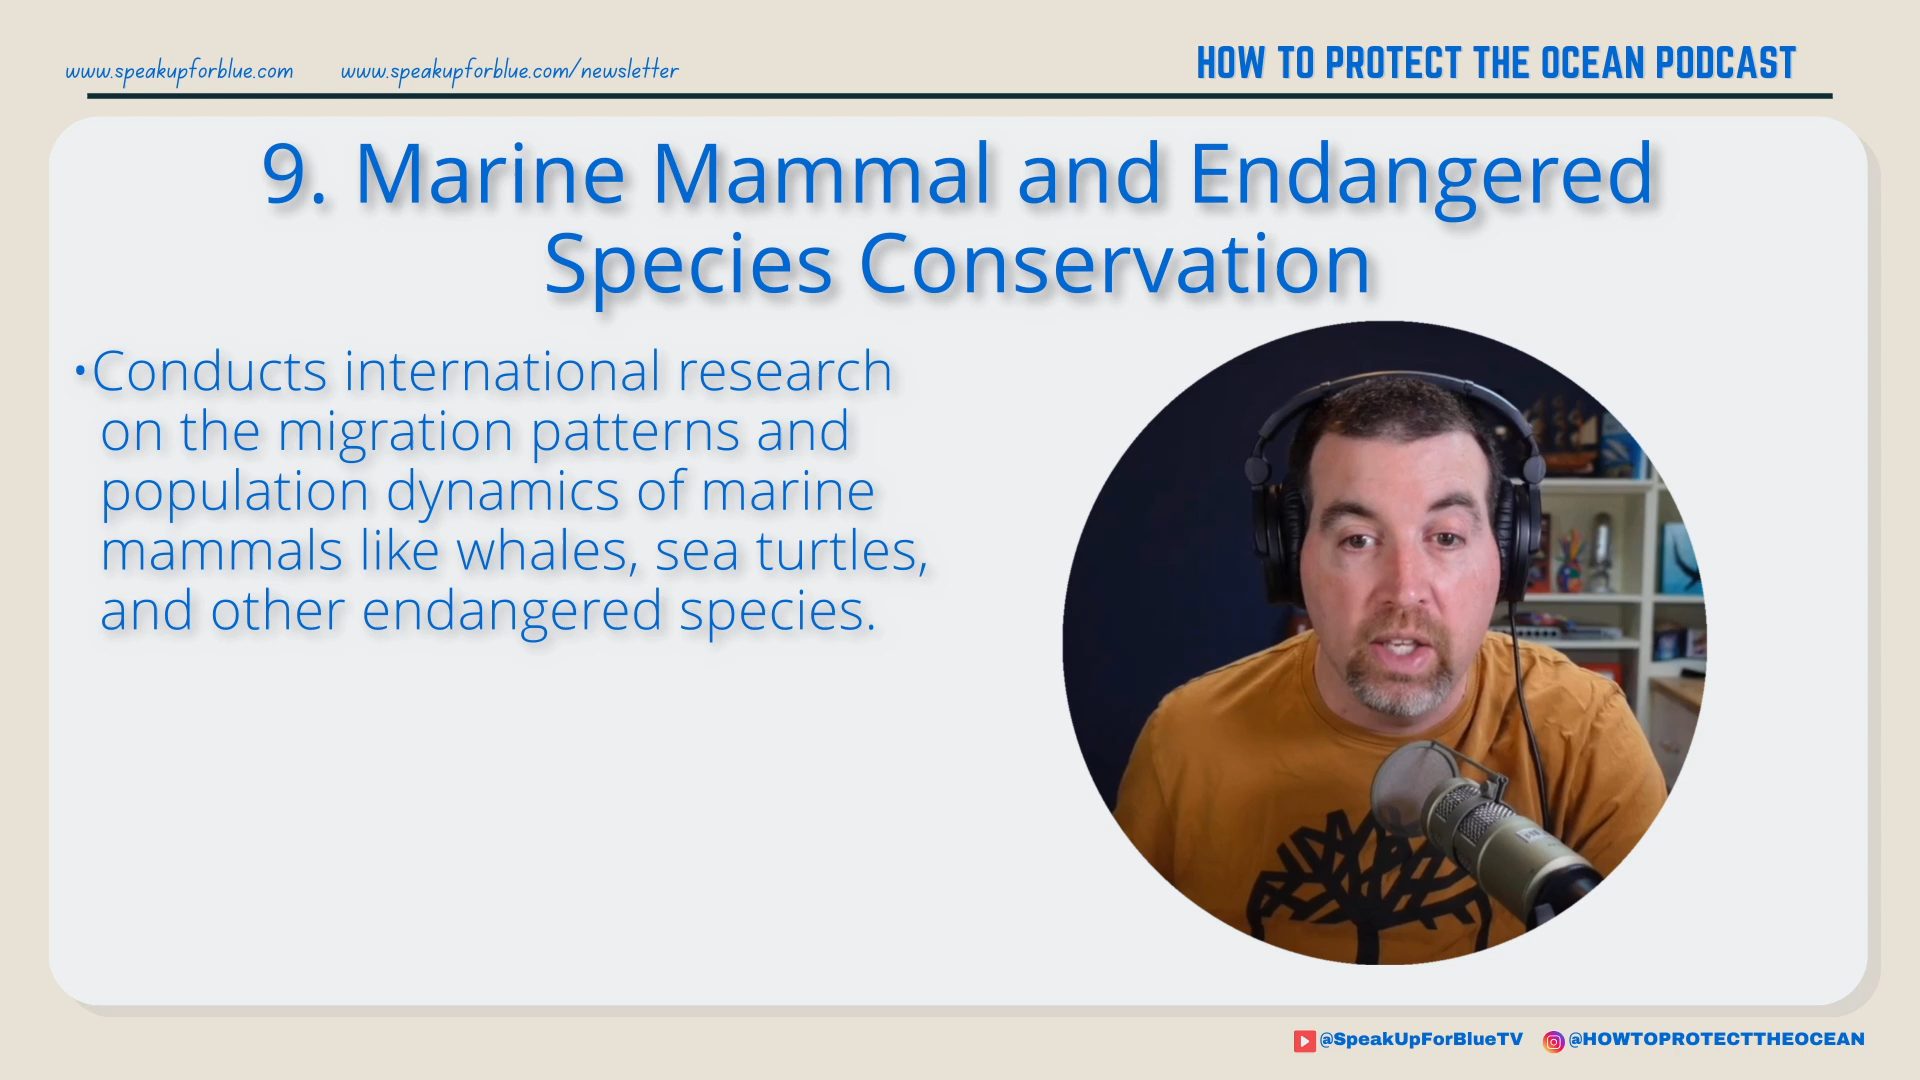 www.speakupforblue.com www.speakupforblue.com/newsletter
HOW TO PROTECT THE OCEAN PODCAST
9. Marine Mammal and Endangered
Species Conservation
•Conducts international research
on the migration patterns and
population dynamics of marine
mammals like whales, sea turtles,
and other endangered species.
@SpeakUpForBlueTV @HOWTOPROTECTTHEOCEAN